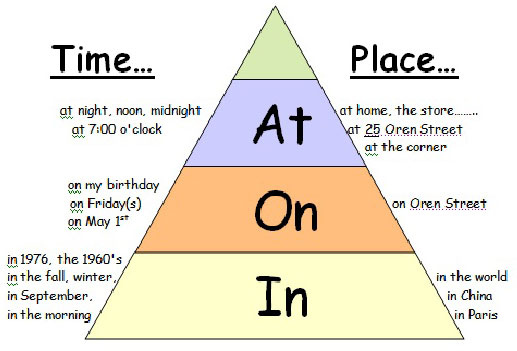 Time...
Place...
at night, noon, midnight
at 7:00 o'clock
At
at home, the store........
at 25 Oren Street
at the corner
on my birthday
on Friday(s)
on May 1st
On
on Oren Street
in 1976, the 1960's
in the fall, winter,
in September,
in the morning
In
in the world
in China
in Paris